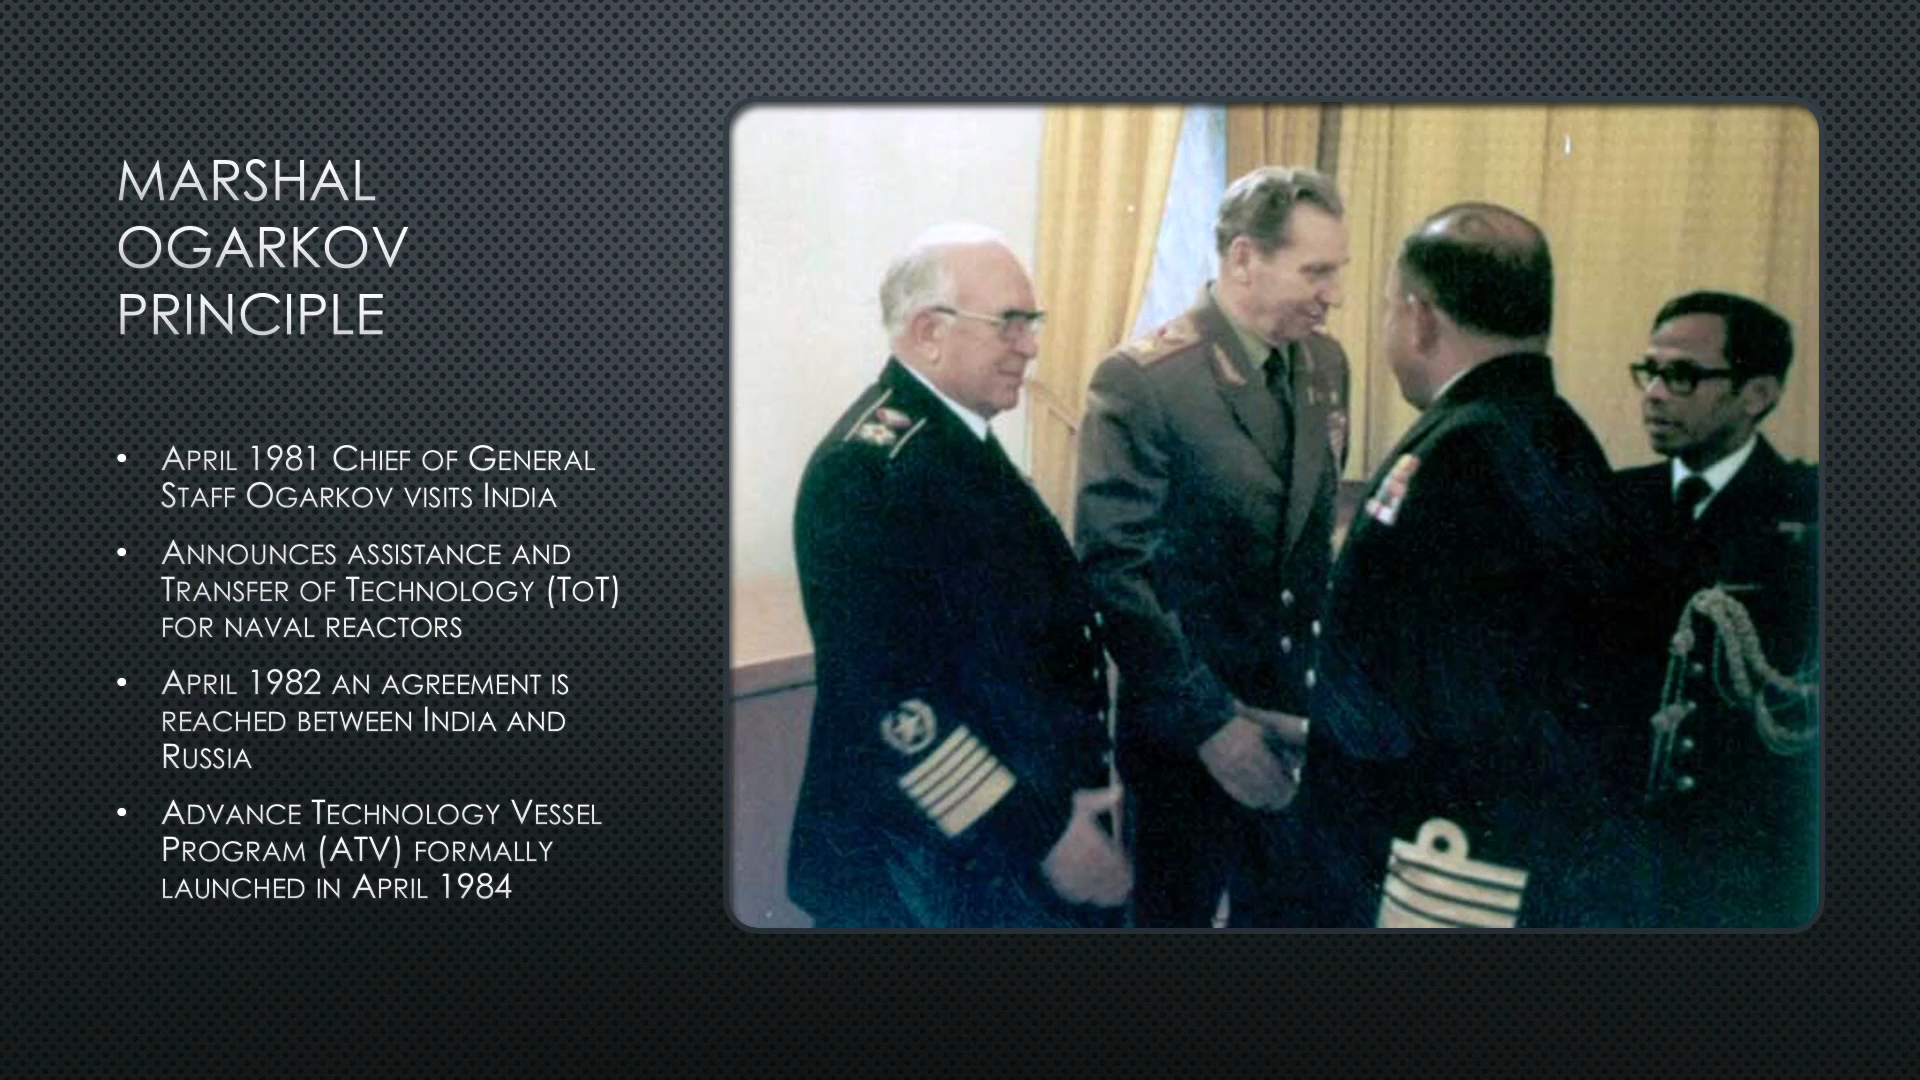 MARSHAL
OGARKOV
PRINCIPLE
• April 1981 Chief of General
Staff Ogarkov visits India
• Announces assistance and
Transfer of Technology (ToT)
for naval reactors
• April 1982 an agreement is
reached between India and
Russia
• Advance Technology Vessel
Program (ATV) formally
launched in April 1984